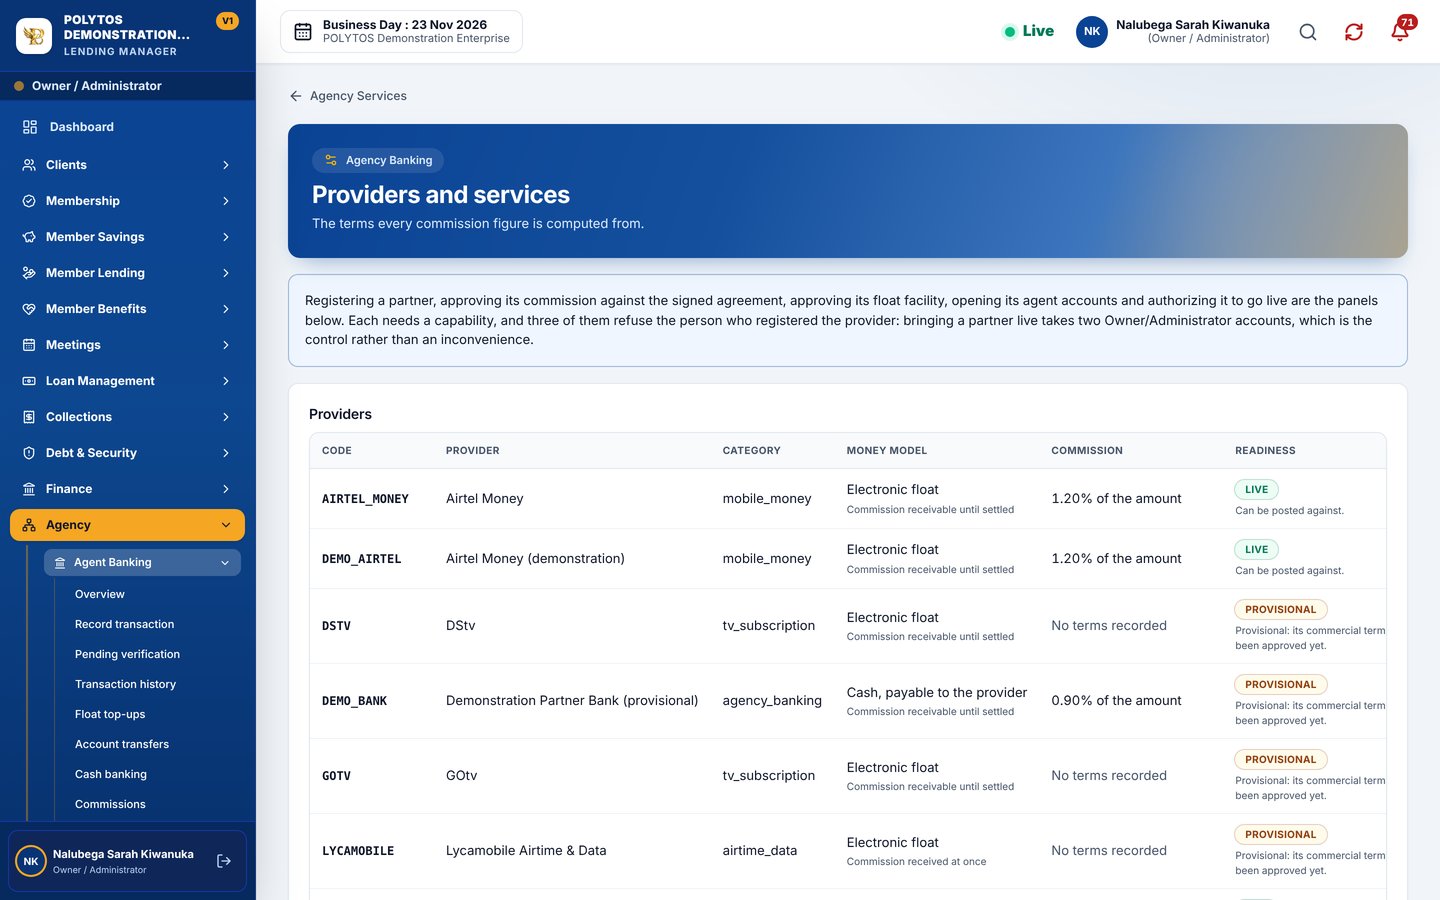 POLYTOS
DEMONSTRATION...
LENDING MANAGER
V1
Owner / Administrator
Dashboard
Clients
Membership
Member Savings
Member Lending
Member Benefits
Meetings
Loan Management
Collections
Debt & Security
Finance
Agency
Agent Banking
Overview
Record transaction
Pending verification
Transaction history
Float top-ups
Account transfers
Cash banking
Commissions
NK
Nalubega Sarah Kiwanuka
Owner / Administrator
Business Day : 23 Nov 2026
POLYTOS Demonstration Enterprise
Live
NK
Nalubega Sarah Kiwanuka
(Owner / Administrator)
71
Agency Services
Agency Banking
Providers and services
The terms every commission figure is computed from.
Registering a partner, approving its commission against the signed agreement, approving its float facility, opening its agent accounts and authorizing it to go live are the panels
below. Each needs a capability, and three of them refuse the person who registered the provider: bringing a partner live takes two Owner/Administrator accounts, which is the
control rather than an inconvenience.
Providers
CODE PROVIDER CATEGORY MONEY MODEL COMMISSION READINESS
AIRTEL_MONEY Airtel Money mobile_money Electronic float 1.20% of the amount LIVE
Commission receivable until settled Can be posted against.
DEMO_AIRTEL Airtel Money (demonstration) mobile_money Electronic float 1.20% of the amount LIVE
Commission receivable until settled Can be posted against.
DSTV DStv tv_subscription Electronic float No terms recorded PROVISIONAL
Commission receivable until settled Provisional: its commercial term
been approved yet.
DEMO_BANK Demonstration Partner Bank (provisional) agency_banking Cash, payable to the provider 0.90% of the amount PROVISIONAL
Commission receivable until settled Provisional: its commercial term
been approved yet.
GOTV GOtv tv_subscription Electronic float No terms recorded PROVISIONAL
Commission receivable until settled Provisional: its commercial term
been approved yet.
LYCAMOBILE Lycamobile Airtime & Data airtime_data Electronic float No terms recorded PROVISIONAL
Commission received at once Provisional: its commercial term
been approved yet.